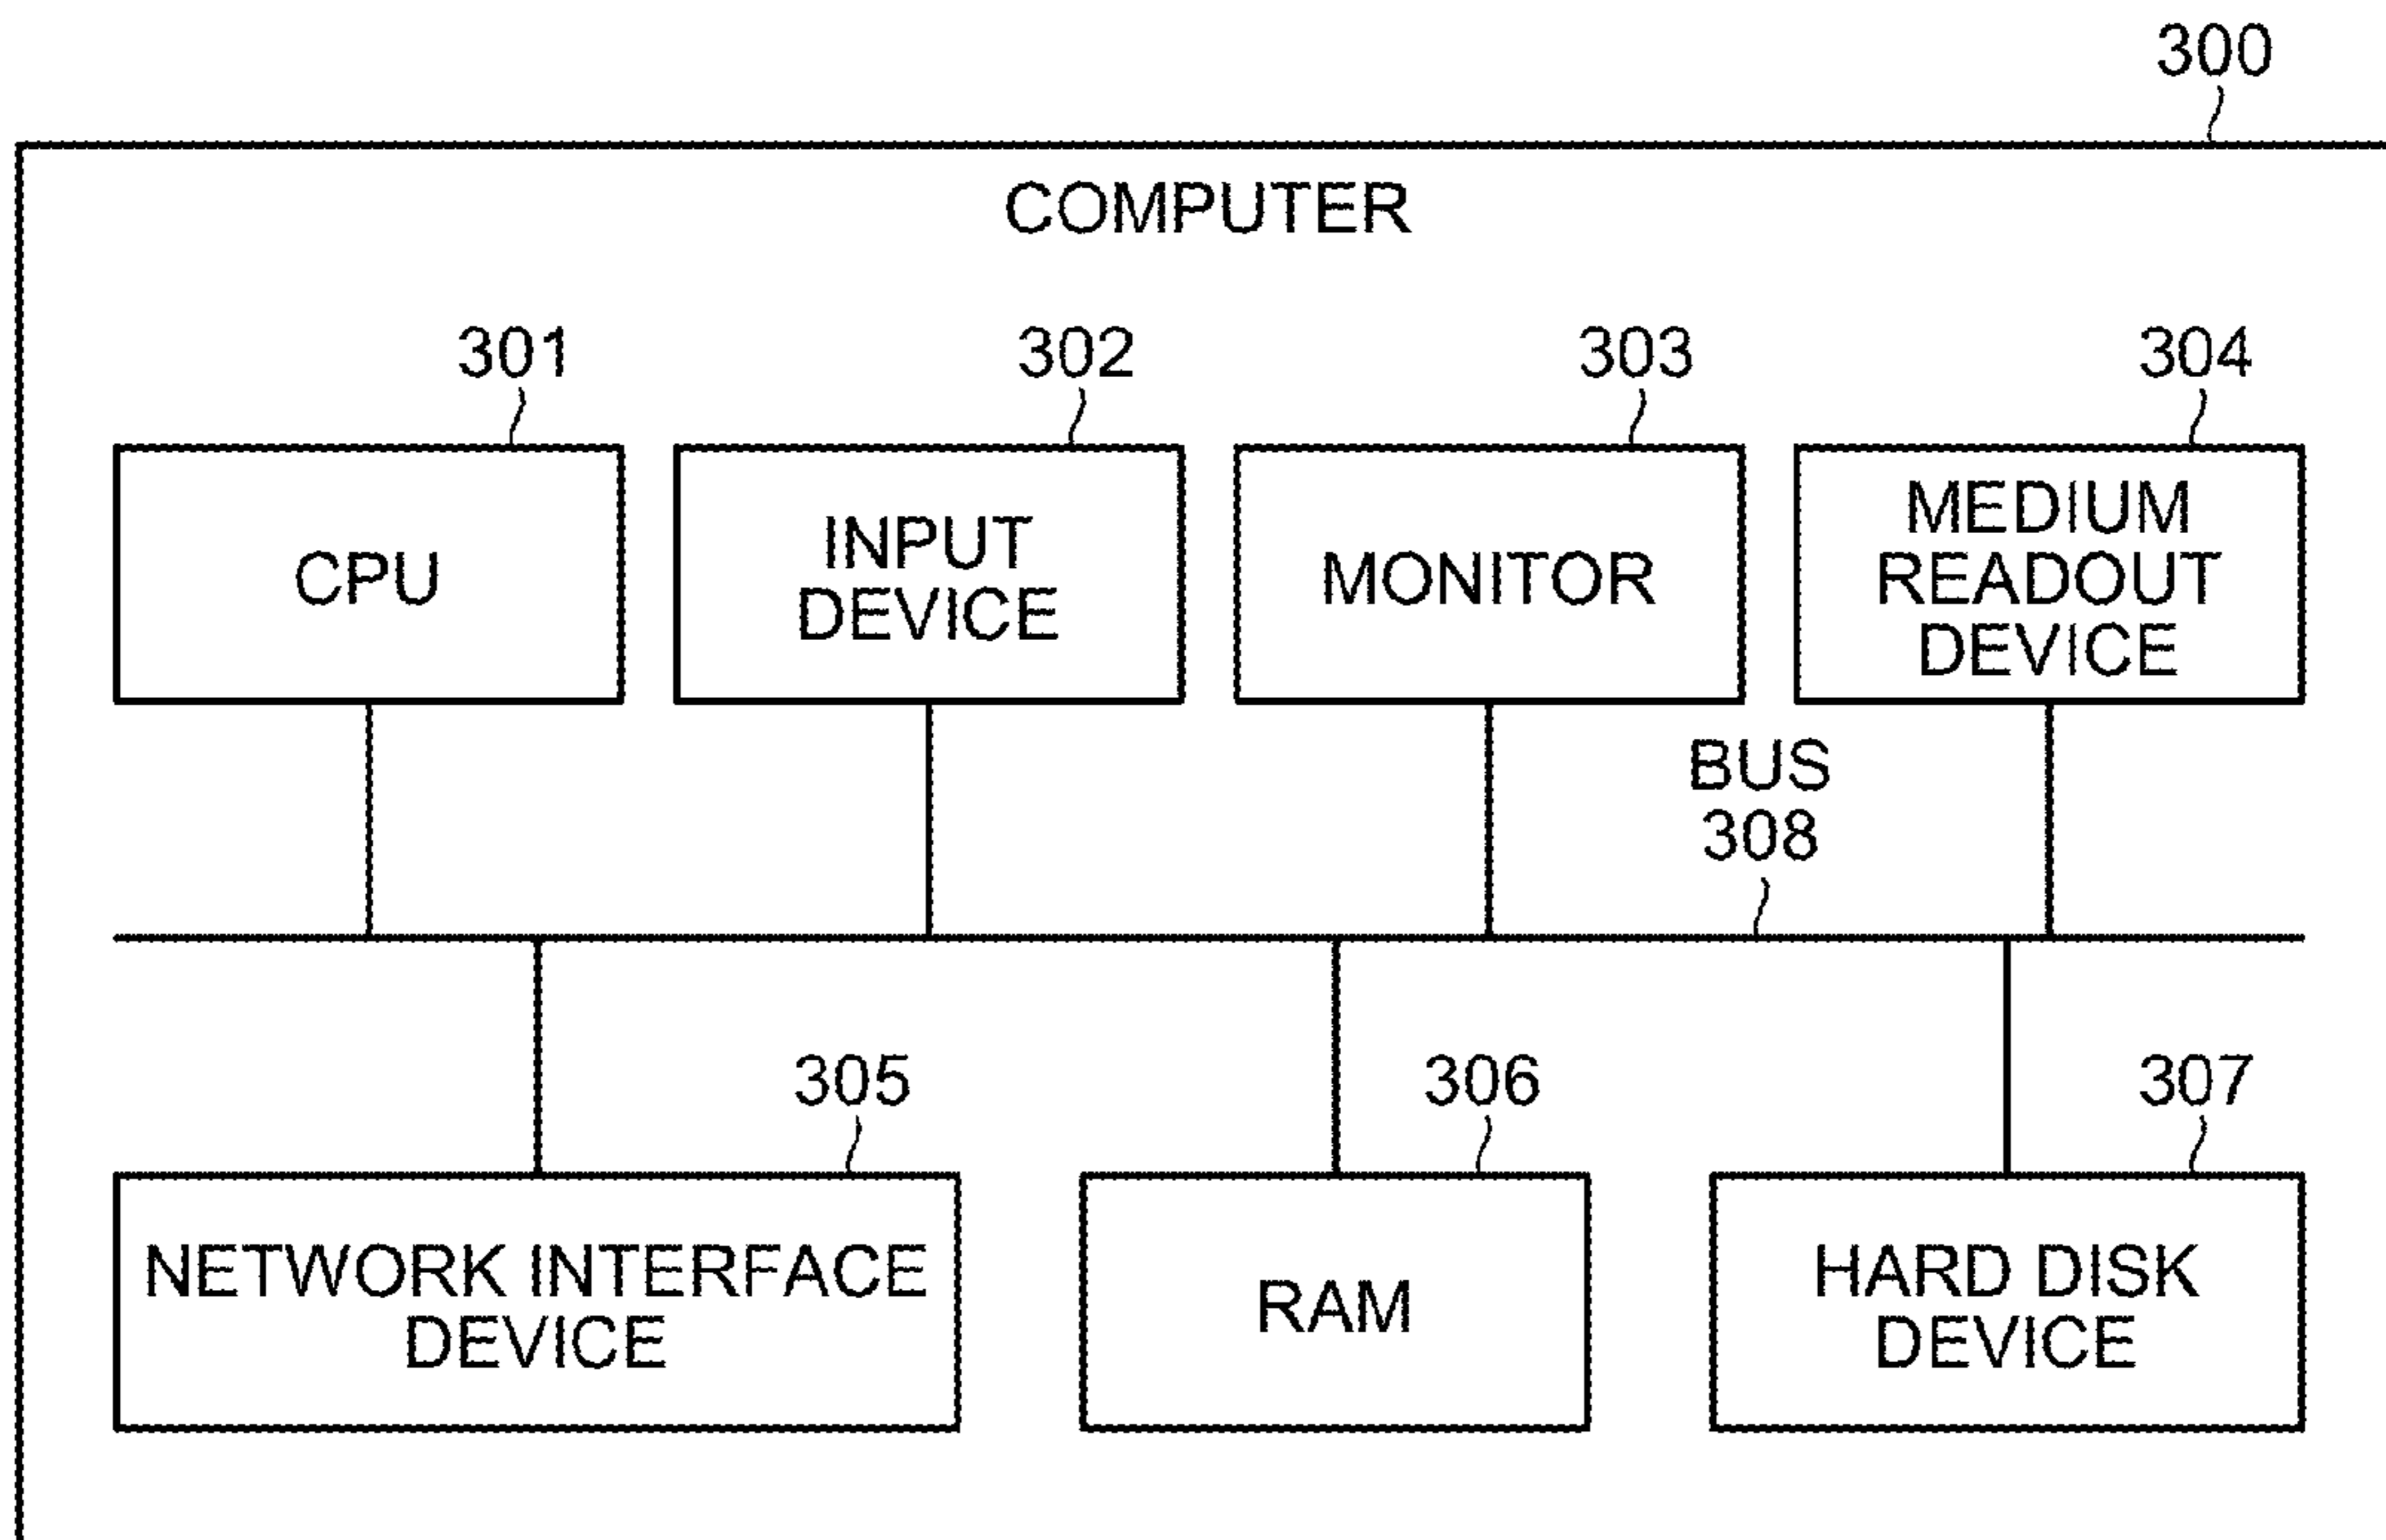 300
COMPUTER
301
302
303
304
CPU
INPUT
DEVICE
MONITOR
MEDIUM
READOUT
DEVICE
BUS
308
305
306
307
NETWORK INTERFACE
DEVICE
RAM
HARD DISK
DEVICE